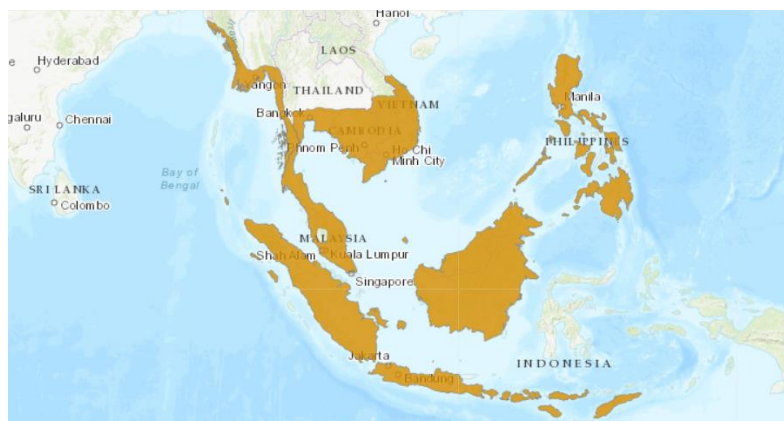 Hanoi
Hyderabad
LAOS
Yangon
THAILAND
VIETNAM
Manila
Bangkok
galuru
Chennai
CAMBODIA
Phnom Penh
Ho Chi
Minh City
PHILIPPINES
Bay of
Bengal
SRI LANKA
Colombo
MALAYSIA
Kuala Lumpur
Shah Alam
Singapore
Jakarta
INDONESIA
Bandung